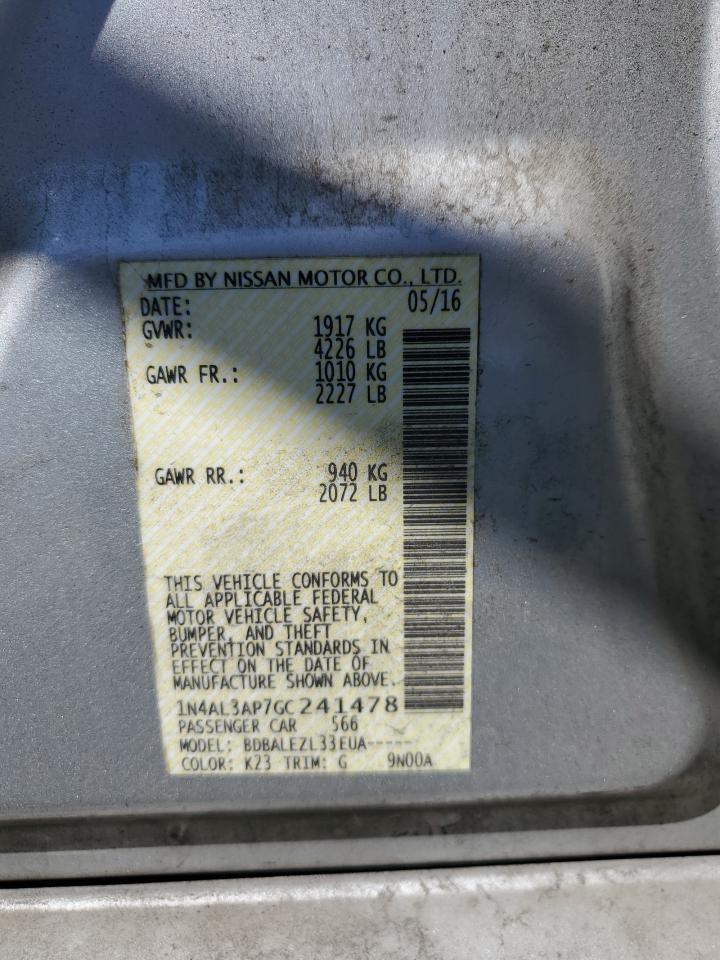 MFD BY NISSAN MOTOR CO., LTD.
DATE: 05/16
GVWR: 1917 KG
4226 LB
GAWR FR.: 1010 KG
2227 LB
GAWR RR.: 940 KG
2072 LB
THIS VEHICLE CONFORMS TO
ALL APPLICABLE FEDERAL
MOTOR VEHICLE SAFETY,
BUMPER, AND THEFT
PREVENTION STANDARDS IN
EFFECT ON THE DATE OF
MANUFACTURE SHOWN ABOVE.
1N4AL3AP7GC241478
PASSENGER CAR 566
MODEL: BDBALEZL33EUA-----
COLOR: K23 TRIM: G 9N00A